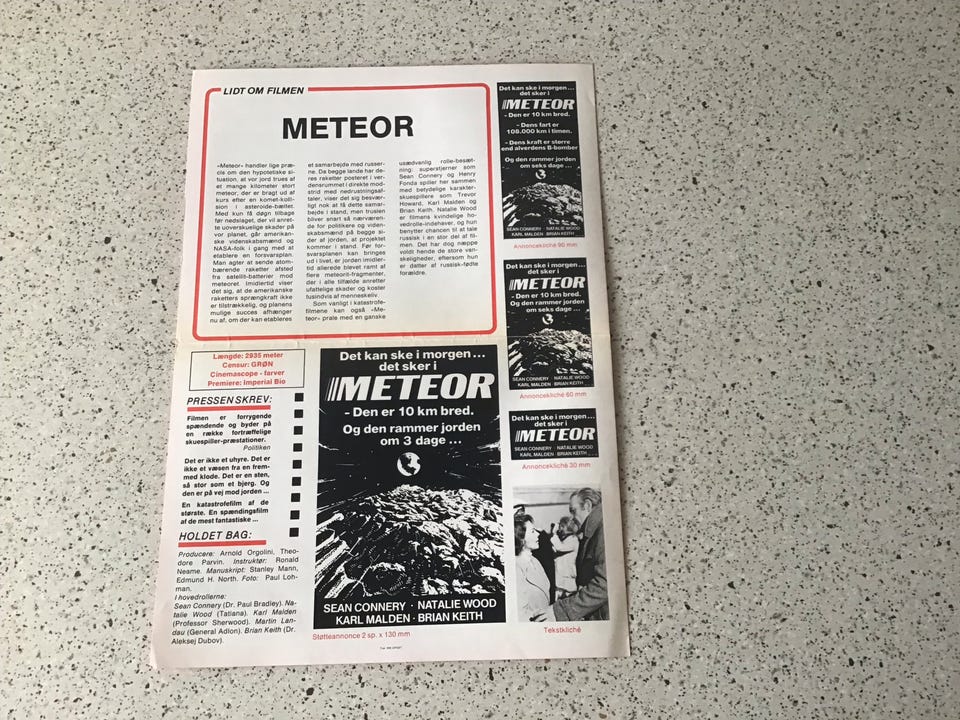 LIDT OM FILMEN
METEOR
»Meteor« handler lige præ-
cis om den hypotetiske si-
tuation, at vor jord trues af
et mange kilometer stort
meteor, der er bragt ud af
kurs efter en komet-kolli-
sion i asteroide-bæltet.
Med kun få døgn tilbage
før nedslaget, der vil anret-
te uoverskuelige skader på
vor planet, går amerikan-
ske videnskabsmænd og
NASA-folk i gang med at
etablere en forsvarsplan.
Man agter at sende atom-
bærende raketter afsted
fra satellit-batterier mod
meteoret. Imidlertid viser
det sig, at de amerikanske
raketters sprængkraft ikke
er tilstrækkelig, og planens
mulige succes afhænger
nu af, om der kan etableres
et samarbejde med russer-
ne. Da begge lande har de-
res raketter posteret i ver-
densrummet i direkte mod-
strid med nedrustningsaf-
taler, viser det sig besvær-
ligt nok at få dette samar-
bejde i stand, men truslen
bliver snart så nærværen-
de for politikere og viden-
skabsmænd på begge si-
der af jorden, at projektet
kommer i stand. Før for-
svarsplanen kan bringes
ud i livet, er jorden imidler-
tid allerede blevet ramt af
flere meteorit-fragmenter,
der i alle tilfælde anretter
ufattelige skader og koster
tusindvis af menneskeliv.
Som vanligt i katastrofe-
filmene kan også »Me-
teor« prale med en ganske
usædvanlig rolle-besæt-
ning: superstjerner som
Sean Connery og Henry
Fonda spiller her sammen
med betydelige karakter-
skuespillere som Trevor
Howard, Karl Malden og
Brian Keith. Natalie Wood
er filmens kvindelige ho-
vedrolle-indehaver, og hun
benytter chancen til at tale
russisk i en stor del af fil-
men. Det har dog næppe
voldt hende de store van-
skeligheder, eftersom hun
er datter af russisk-fødte
forældre.
Længde: 2935 meter
Censur: GRØN
Cinemascope - farver
Premiere: Imperial Bio
PRESSEN SKREV:
Filmen er forrygende
spændende og byder på
en række fortræffelige
skuespiller-præstationer.
Politiken
Det er ikke et uhyre. Det er
ikke et væsen fra en frem-
med klode. Det er en sten,
så stor som et bjerg. Og
den er på vej mod jorden ...
En katastrofefilm af de
største. En spændingsfilm
af de mest fantastiske ...
HOLDET BAG:
Producere: Arnold Orgolini, Theo-
dore Parvin. Instruktør: Ronald
Neame. Manuskript: Stanley Mann,
Edmund H. North. Foto: Paul Loh-
man.
I hovedrollerne:
Sean Connery (Dr. Paul Bradley). Na-
talie Wood (Tatiana). Karl Malden
(Professor Sherwood). Martin Lan-
dau (General Adlon). Brian Keith (Dr.
Aleksej Dubov).
Det kan ske i morgen...
det sker i
METEOR
- Den er 10 km bred.
Og den rammer jorden
om 3 dage ...
SEAN CONNERY · NATALIE WOOD
KARL MALDEN · BRIAN KEITH
Støtteannonce 2 sp. x 130 mm
Det kan ske i morgen...
det sker i
METEOR
- Den er 10 km bred.
- Dens fart er
108.000 km i timen.
- Dens kraft er større
end alverdens B-bomber
Og den rammer jorden
om seks dage ...
SEAN CONNERY · NATALIE WOOD
KARL MALDEN · BRIAN KEITH
Annoncekliché 90 mm
Det kan ske i morgen...
det sker i
METEOR
- Den er 10 km bred.
Og den rammer jorden
om seks dage ...
SEAN CONNERY · NATALIE WOOD
KARL MALDEN · BRIAN KEITH
Annoncekliché 60 mm
Det kan ske i morgen...
det sker i
METEOR
SEAN CONNERY · NATALIE WOOD
KARL MALDEN · BRIAN KEITH
Annoncekliché 30 mm
Tekstkliché